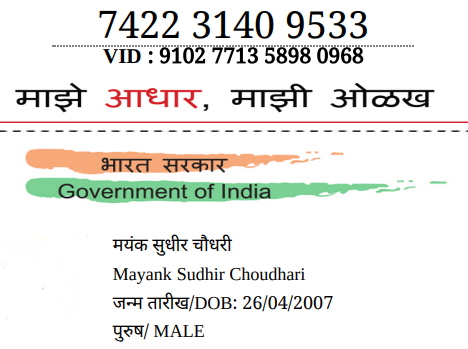 7422 3140 9533
VID : 9102 7713 5898 0968
माझे आधार, माझी ओळख
भारत सरकार
Government of India
मयंक सुधीर चौधरी
Mayank Sudhir Choudhari
जन्म तारीख/DOB: 26/04/2007
पुरुष/ MALE